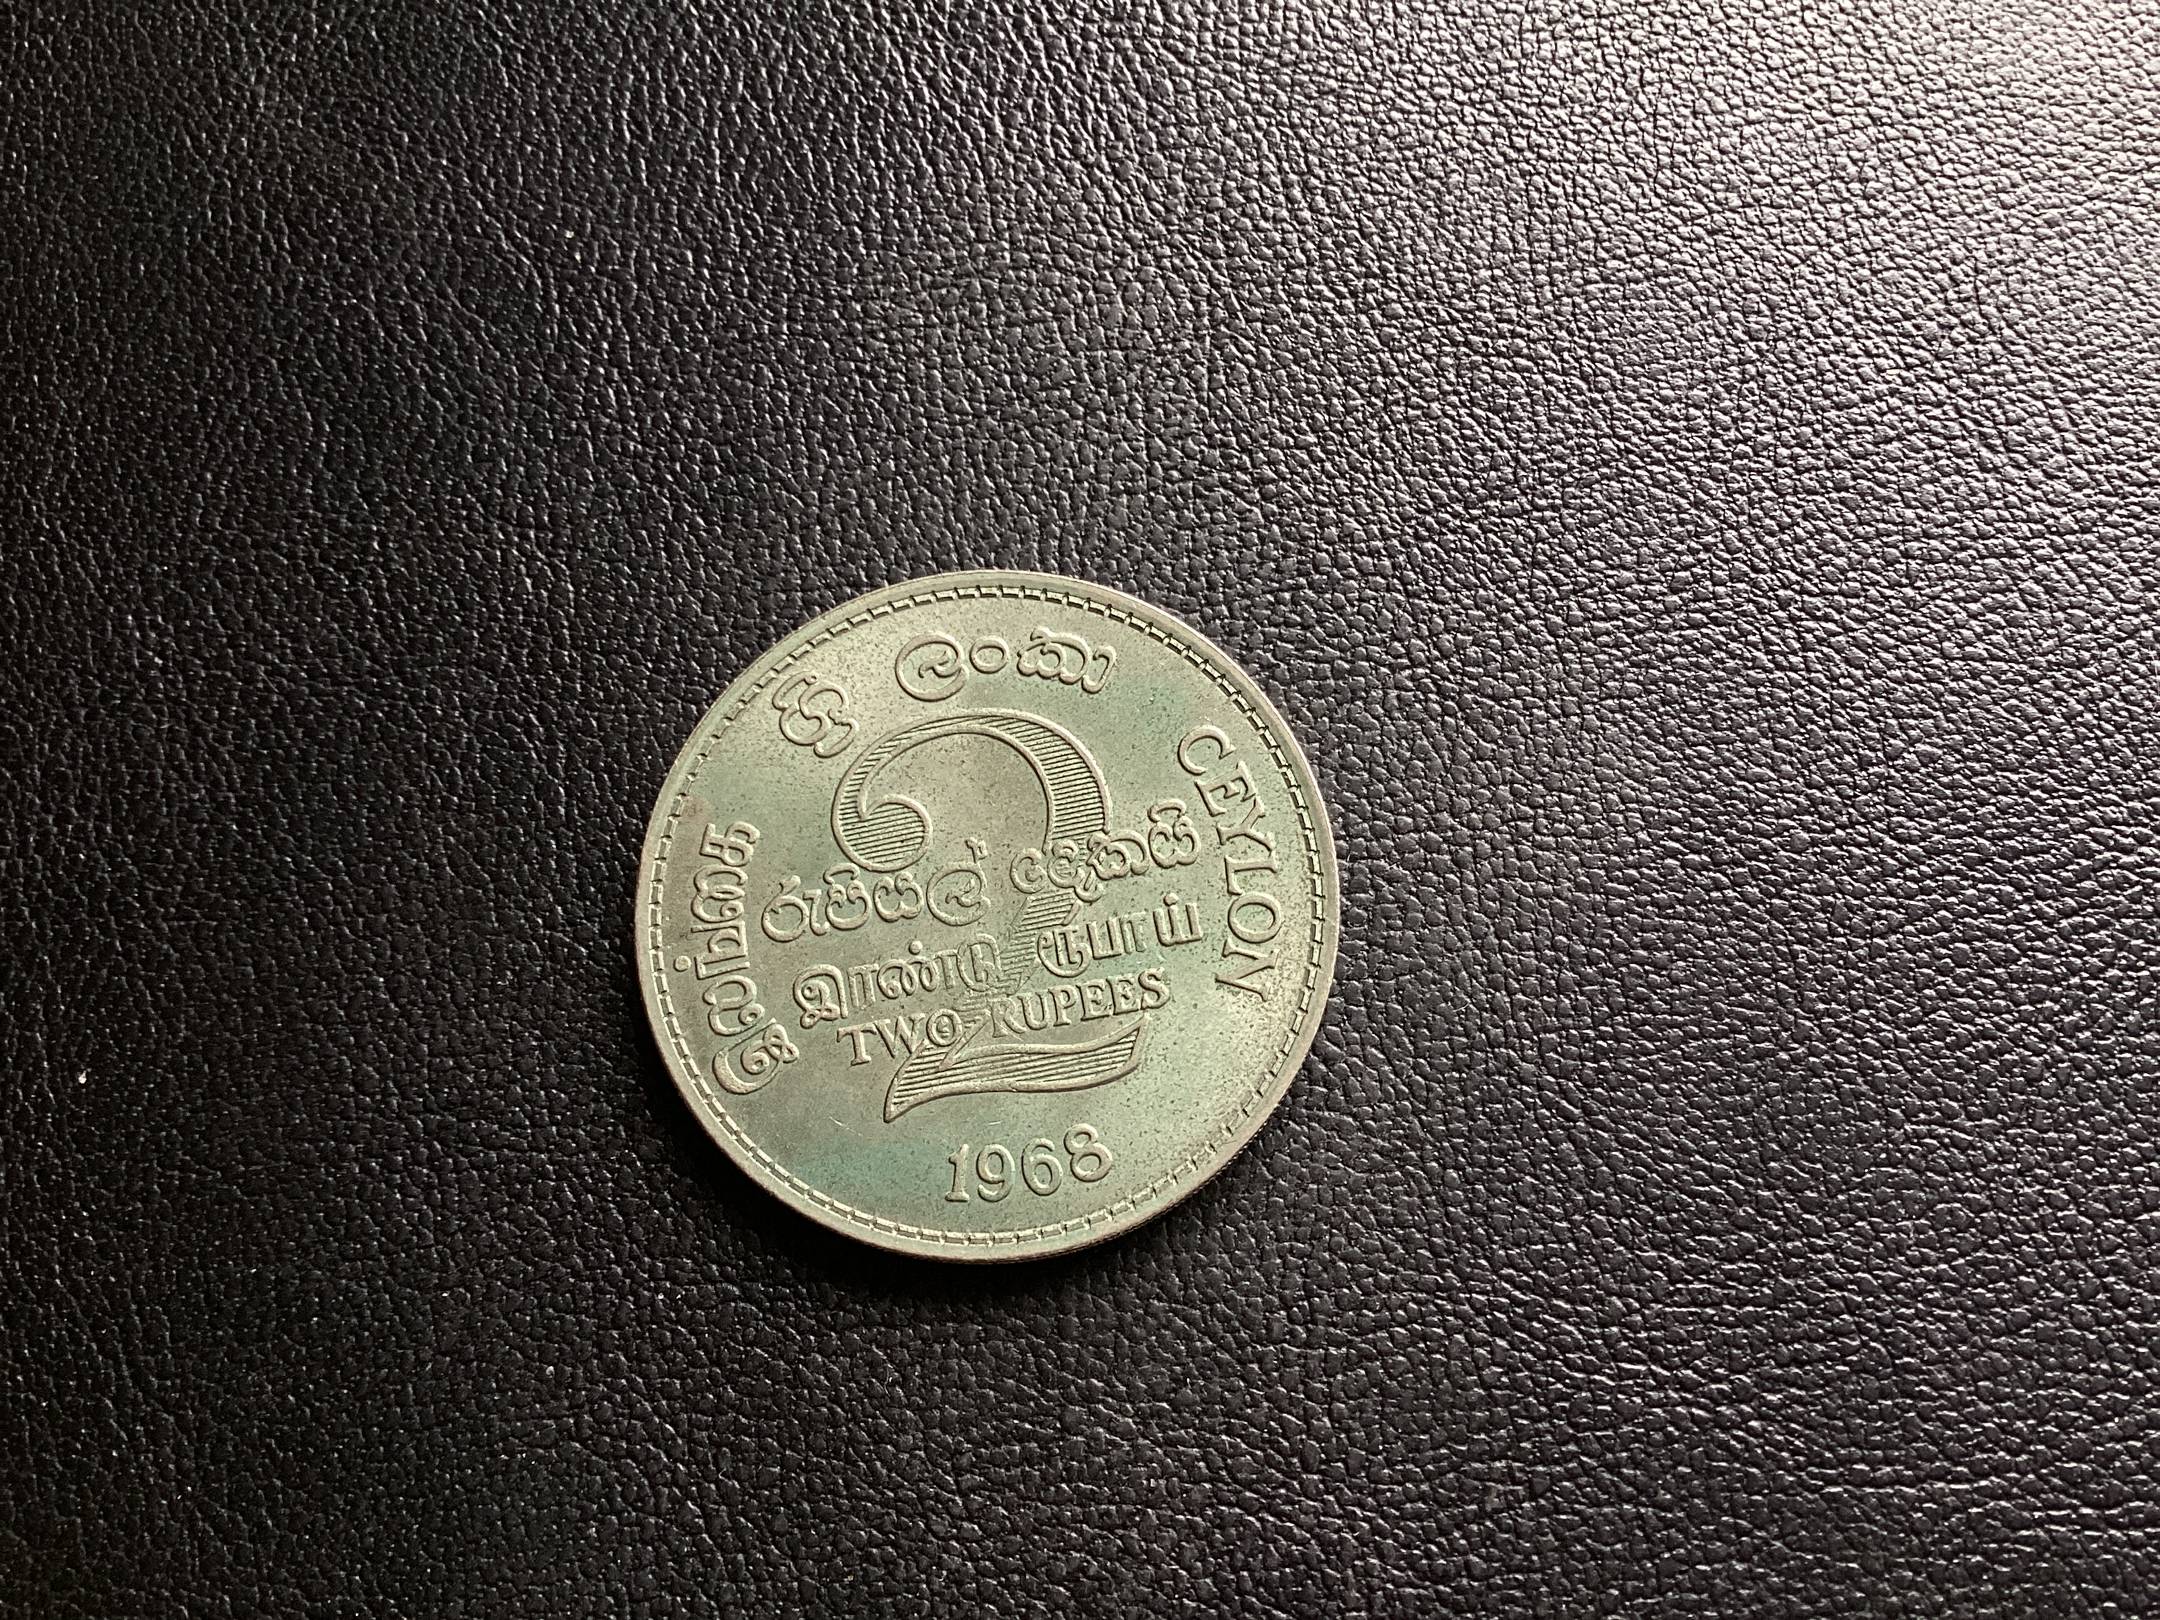 ශ්‍රී ලංකා
CEYLON
இலங்கை
2
රුපියල් දෙකයි
இரண்டு ரூபாய்
TWO RUPEES
1968